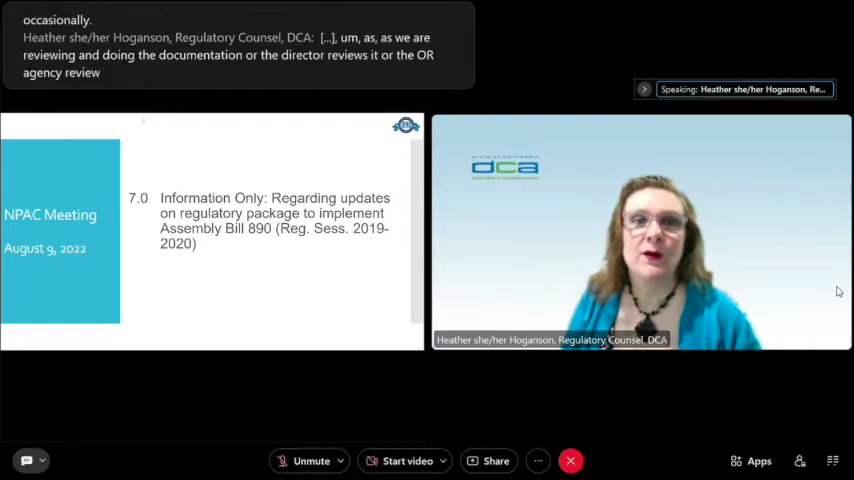 occasionally.
Heather she/her Hoganson, Regulatory Counsel, DCA: [...], um, as, as we are
reviewing and doing the documentation or the director reviews it or the OR
agency review
Speaking: Heather she/her Hoganson, Re...
NPAC Meeting
August 9, 2022
7.0 Information Only: Regarding updates
on regulatory package to implement
Assembly Bill 890 (Reg. Sess. 2019-
2020)
dca
Heather she/her Hoganson, Regulatory Counsel, DCA
Unmute
Start video
Share
Apps